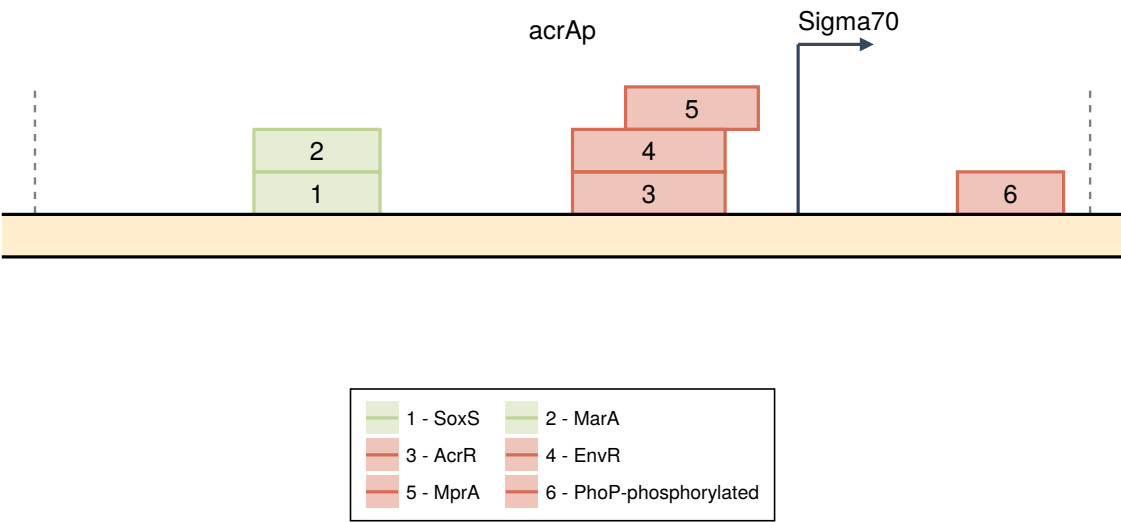 Sigma70
acrAp
5
2
4
1
3
6
1 - SoxS
2 - MarA
3 - AcrR
4 - EnvR
5 - MprA
6 - PhoP-phosphorylated